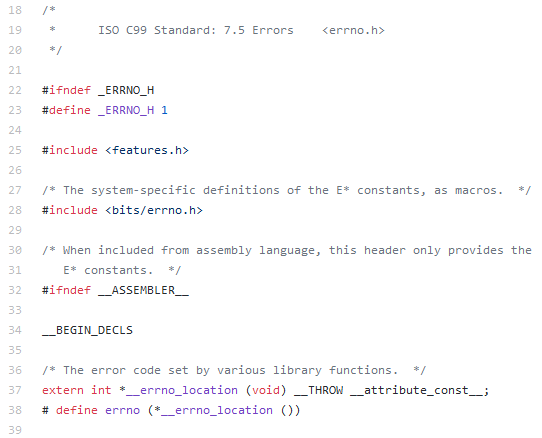 18 /*
19  *      ISO C99 Standard: 7.5 Errors    <errno.h>
20  */
21
22 #ifndef _ERRNO_H
23 #define _ERRNO_H 1
24
25 #include <features.h>
26
27 /* The system-specific definitions of the E* constants, as macros.  */
28 #include <bits/errno.h>
29
30 /* When included from assembly language, this header only provides the
31    E* constants.  */
32 #ifndef __ASSEMBLER__
33
34 __BEGIN_DECLS
35
36 /* The error code set by various library functions.  */
37 extern int *__errno_location (void) __THROW __attribute_const__;
38 # define errno (*__errno_location ())
39